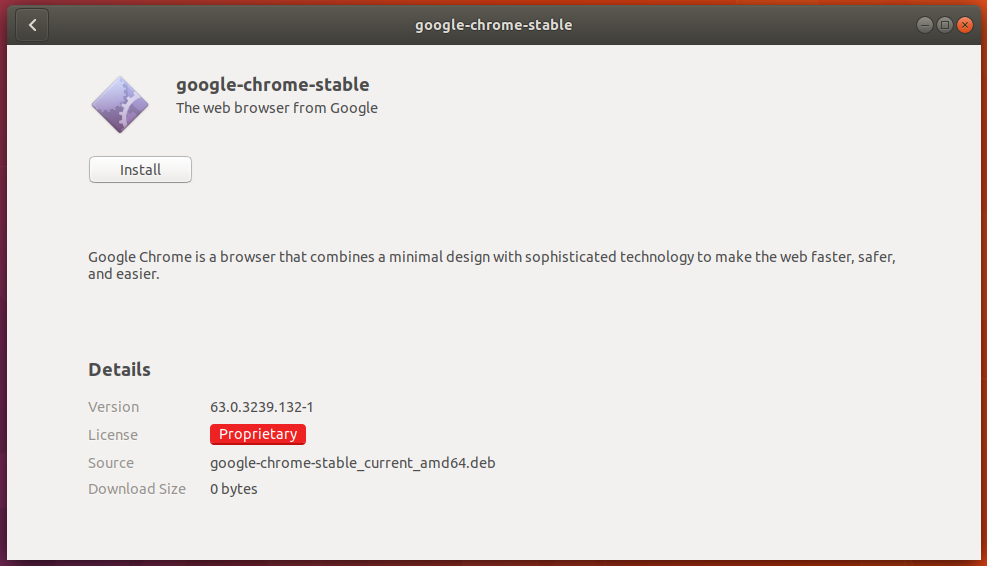 google-chrome-stable
google-chrome-stable
The web browser from Google
Install
Google Chrome is a browser that combines a minimal design with sophisticated technology to make the web faster, safer,
and easier.
Details
Version 63.0.3239.132-1
License Proprietary
Source google-chrome-stable_current_amd64.deb
Download Size 0 bytes